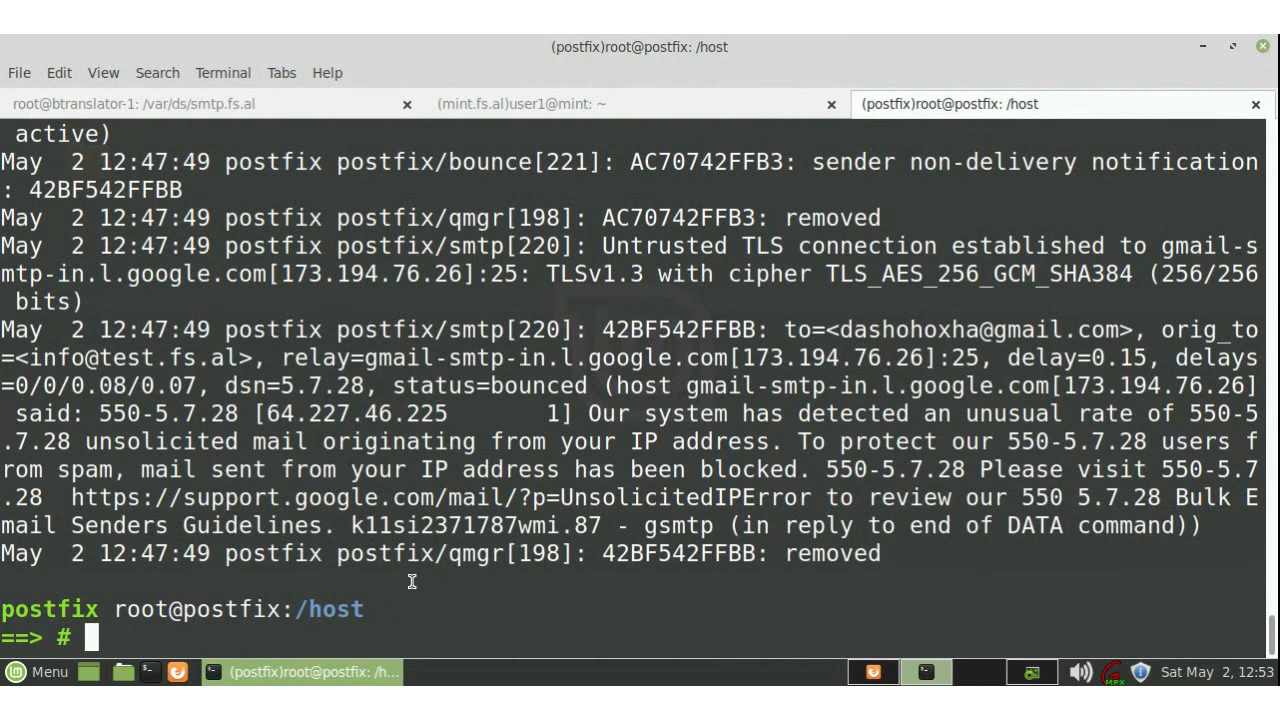 (postfix)root@postfix: /host
File Edit View Search Terminal Tabs Help
root@btranslator-1: /var/ds/smtp.fs.al (mint.fs.al)user1@mint: ~ (postfix)root@postfix: /host
active)
May  2 12:47:49 postfix postfix/bounce[221]: AC70742FFB3: sender non-delivery notification
: 42BF542FFBB
May  2 12:47:49 postfix postfix/qmgr[198]: AC70742FFB3: removed
May  2 12:47:49 postfix postfix/smtp[220]: Untrusted TLS connection established to gmail-s
mtp-in.l.google.com[173.194.76.26]:25: TLSv1.3 with cipher TLS_AES_256_GCM_SHA384 (256/256
bits)
May  2 12:47:49 postfix postfix/smtp[220]: 42BF542FFBB: to=<dashohoxha@gmail.com>, orig_to
=<info@test.fs.al>, relay=gmail-smtp-in.l.google.com[173.194.76.26]:25, delay=0.15, delays
=0/0/0.08/0.07, dsn=5.7.28, status=bounced (host gmail-smtp-in.l.google.com[173.194.76.26]
said: 550-5.7.28 [64.227.46.225      1] Our system has detected an unusual rate of 550-5
.7.28 unsolicited mail originating from your IP address. To protect our 550-5.7.28 users f
rom spam, mail sent from your IP address has been blocked. 550-5.7.28 Please visit 550-5.7
.28  https://support.google.com/mail/?p=UnsolicitedIPError to review our 550 5.7.28 Bulk E
mail Senders Guidelines. k11si2371787wmi.87 - gsmtp (in reply to end of DATA command))
May  2 12:47:49 postfix postfix/qmgr[198]: 42BF542FFBB: removed
postfix root@postfix:/host
==> #
Menu (postfix)root@postfix: /h... Sat May 2, 12:53